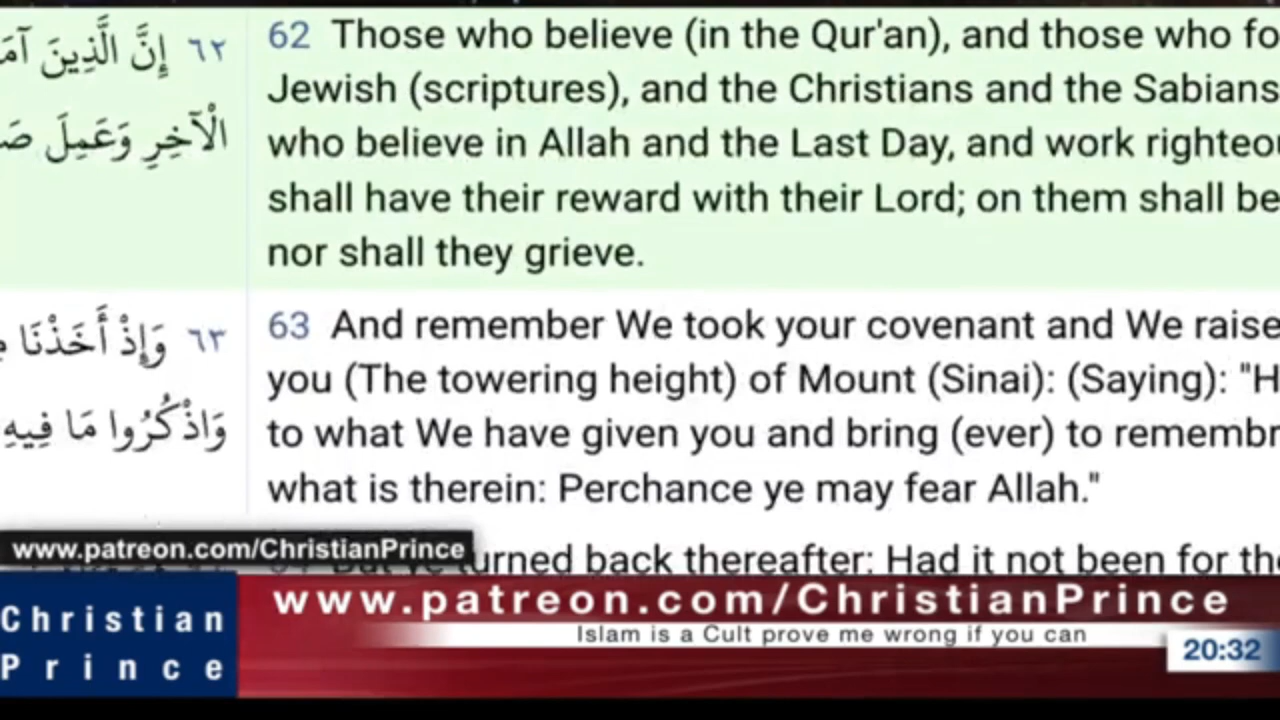 62 Those who believe (in the Qur'an), and those who fo
Jewish (scriptures), and the Christians and the Sabians
who believe in Allah and the Last Day, and work righteou
shall have their reward with their Lord; on them shall be
nor shall they grieve.
٦٢ إِنَّ الَّذِينَ آمَ
الْآخِرِ وَعَمِلَ صَ
63 And remember We took your covenant and We raise
you (The towering height) of Mount (Sinai): (Saying): "H
to what We have given you and bring (ever) to remembr
what is therein: Perchance ye may fear Allah."
٦٣ وَإِذْ أَخَذْنَا مِ
وَاذْكُرُوا مَا فِيهِ
turned back thereafter: Had it not been for the
www.patreon.com/ChristianPrince
Christian
Prince
www.patreon.com/ChristianPrince
Islam is a Cult prove me wrong if you can
20:32